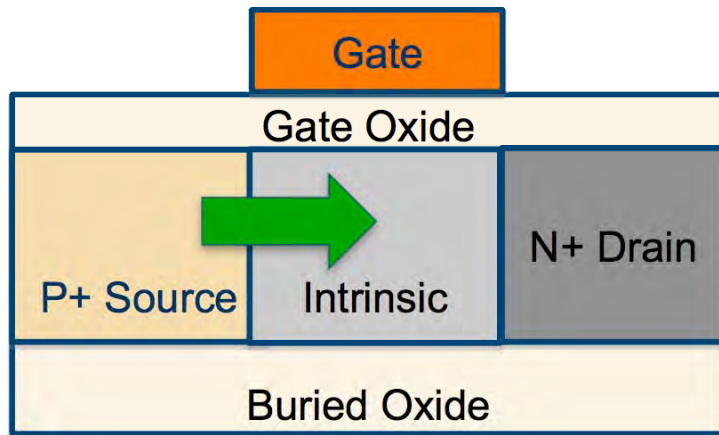 Gate
Gate Oxide
N+ Drain
P+ Source
Intrinsic
Buried Oxide